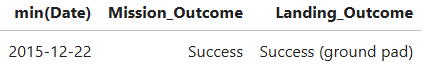 min(Date) Mission_Outcome Landing_Outcome
2015-12-22 Success Success (ground pad)